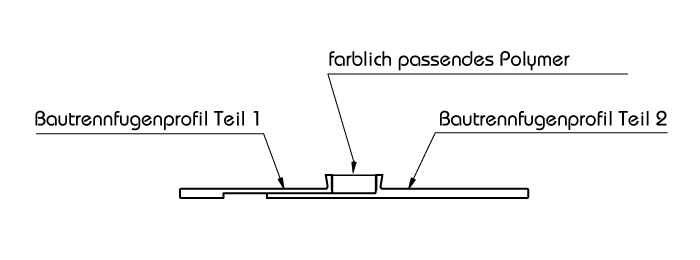 farblich passendes Polymer
Bautrennfugenprofil Teil 1
Bautrennfugenprofil Teil 2